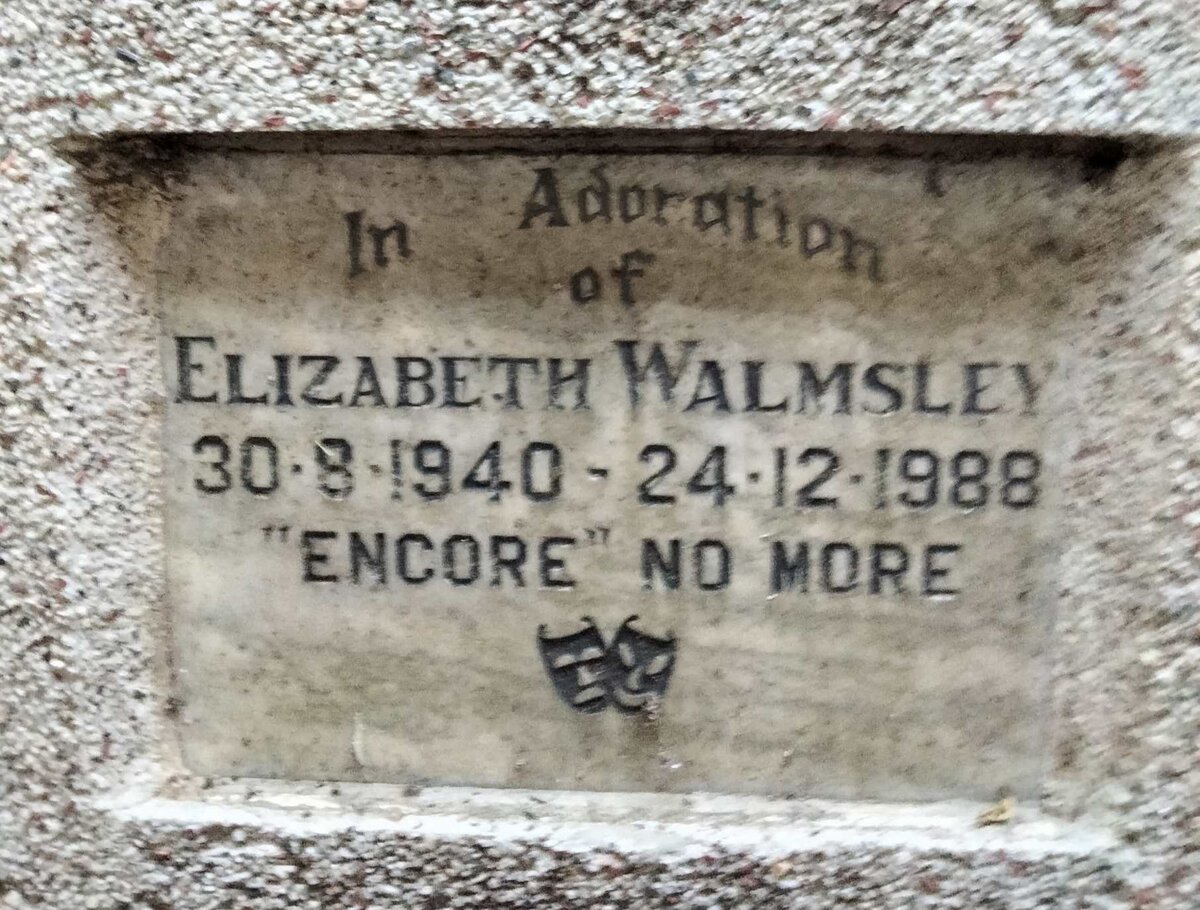 In Adoration
of
ELIZABETH WALMSLEY
30·8·1940 - 24·12·1988
"ENCORE" NO MORE